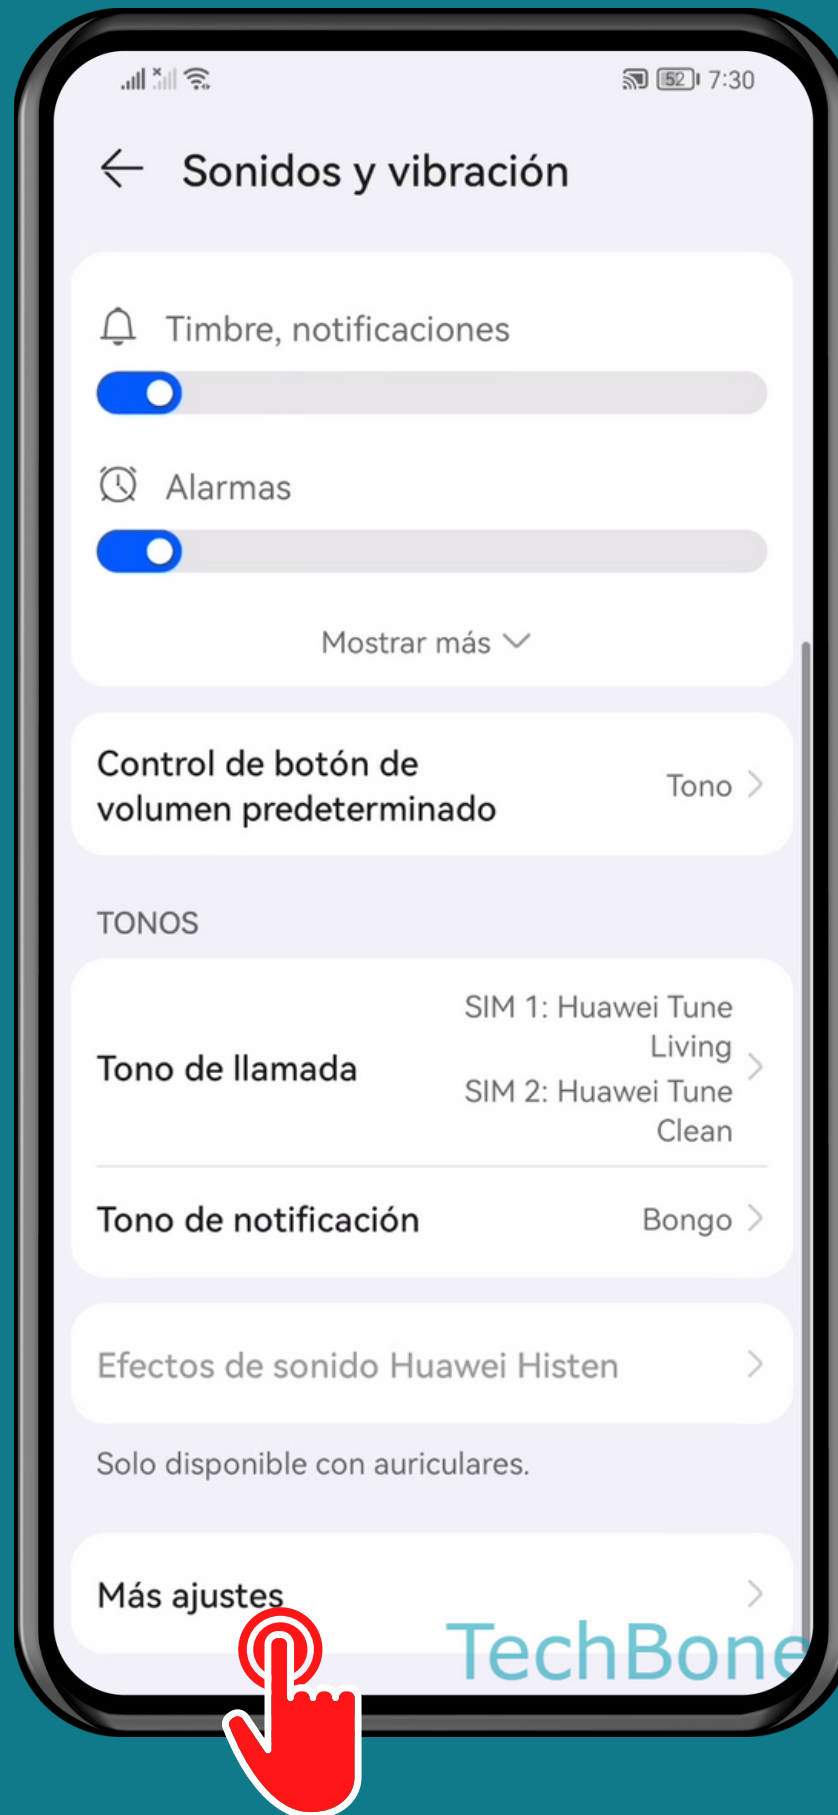 52 7:30
Sonidos y vibración
Timbre, notificaciones
Alarmas
Mostrar más
Control de botón de
volumen predeterminado
Tono
TONOS
Tono de llamada
SIM 1: Huawei Tune
Living
SIM 2: Huawei Tune
Clean
Tono de notificación
Bongo
Efectos de sonido Huawei Histen
Solo disponible con auriculares.
Más ajustes
TechBone